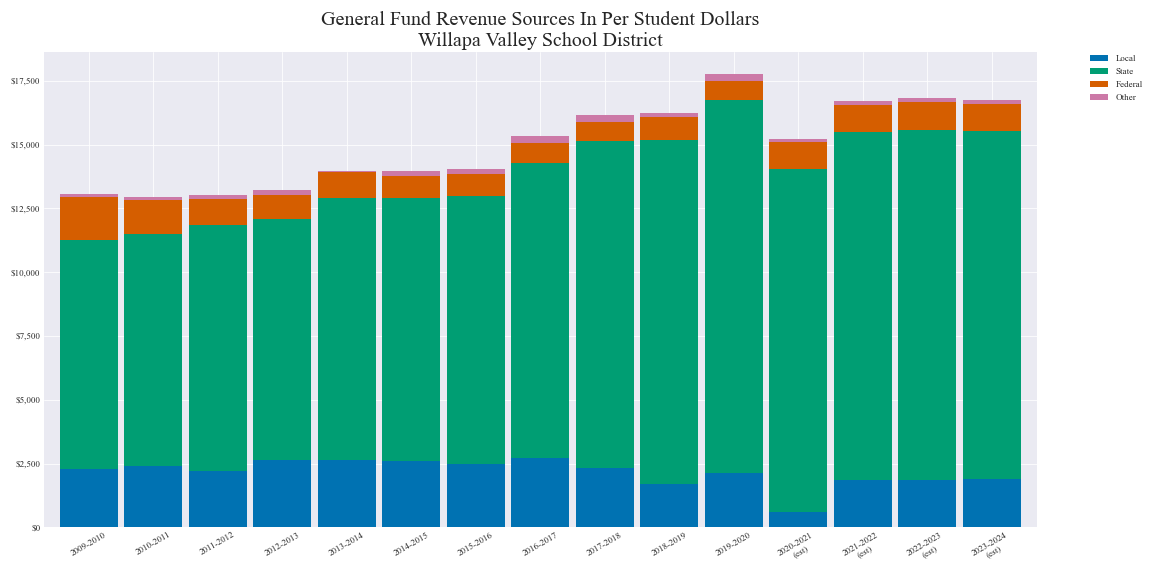 General Fund Revenue Sources In Per Student Dollars
Willapa Valley School District
Local
State
Federal
Other
$17,500
$15,000
$12,500
$10,000
$7,500
$5,000
$2,500
$0
2009-2010
2010-2011
2011-2012
2012-2013
2013-2014
2014-2015
2015-2016
2016-2017
2017-2018
2018-2019
2019-2020
2020-2021
(est)
2021-2022
(est)
2022-2023
(est)
2023-2024
(est)